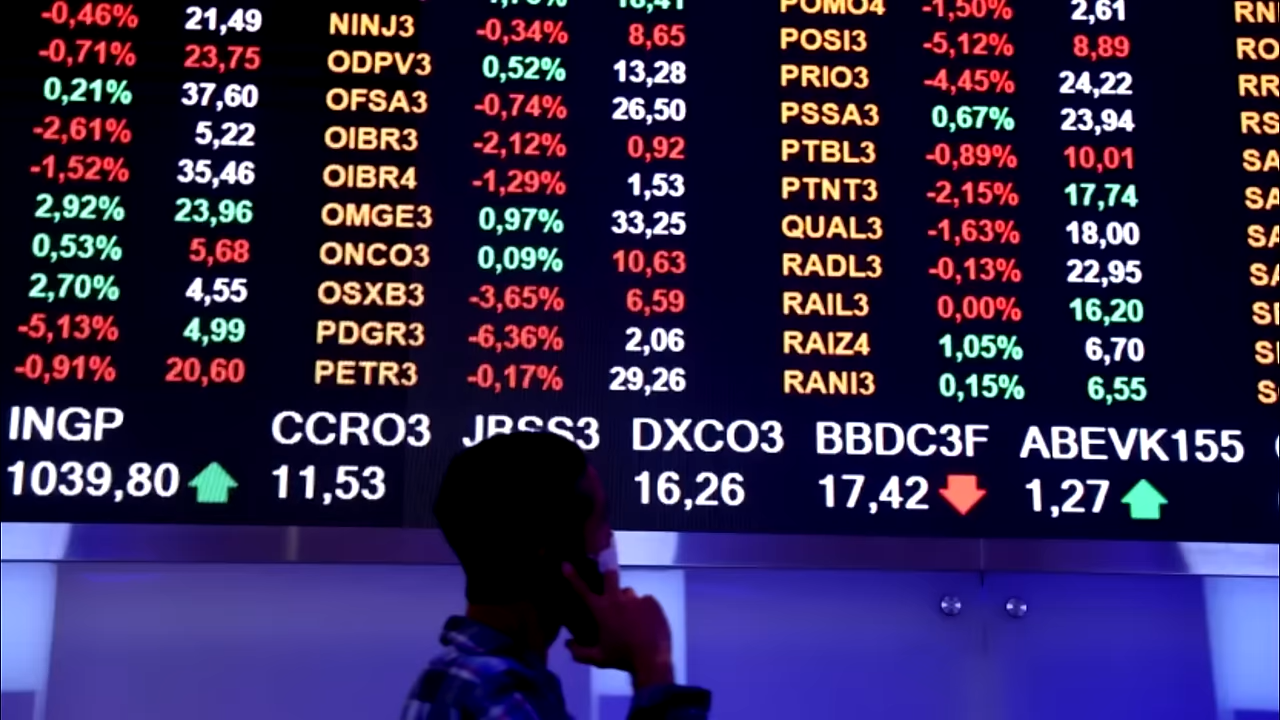 -0,46% 21,49 NINJ3 -0,34% 8,65 POMO4 -1,50% 2,61
-0,71% 23,75 ODPV3 0,52% 13,28 POSI3 -5,12% 8,89 RO
0,21% 37,60 OFSA3 -0,74% 26,50 PRIO3 -4,45% 24,22 RR
-2,61% 5,22 OIBR3 -2,12% 0,92 PSSA3 0,67% 23,94 RS
-1,52% 35,46 OIBR4 -1,29% 1,53 PTBL3 -0,89% 10,01 SA
2,92% 23,96 OMGE3 0,97% 33,25 PTNT3 -2,15% 17,74 SA
0,53% 5,68 ONCO3 0,09% 10,63 QUAL3 -1,63% 18,00 SA
2,70% 4,55 OSXB3 -3,65% 6,59 RADL3 -0,13% 22,95 SA
-5,13% 4,99 PDGR3 -6,36% 2,06 RAIL3 0,00% 16,20
-0,91% 20,60 PETR3 -0,17% 29,26 RAIZ4 1,05% 6,70
RANI3 0,15% 6,55
INGP CCRO3 JBSS3 DXCO3 BBDC3F ABEVK155
1039,80 11,53 16,26 17,42 1,27